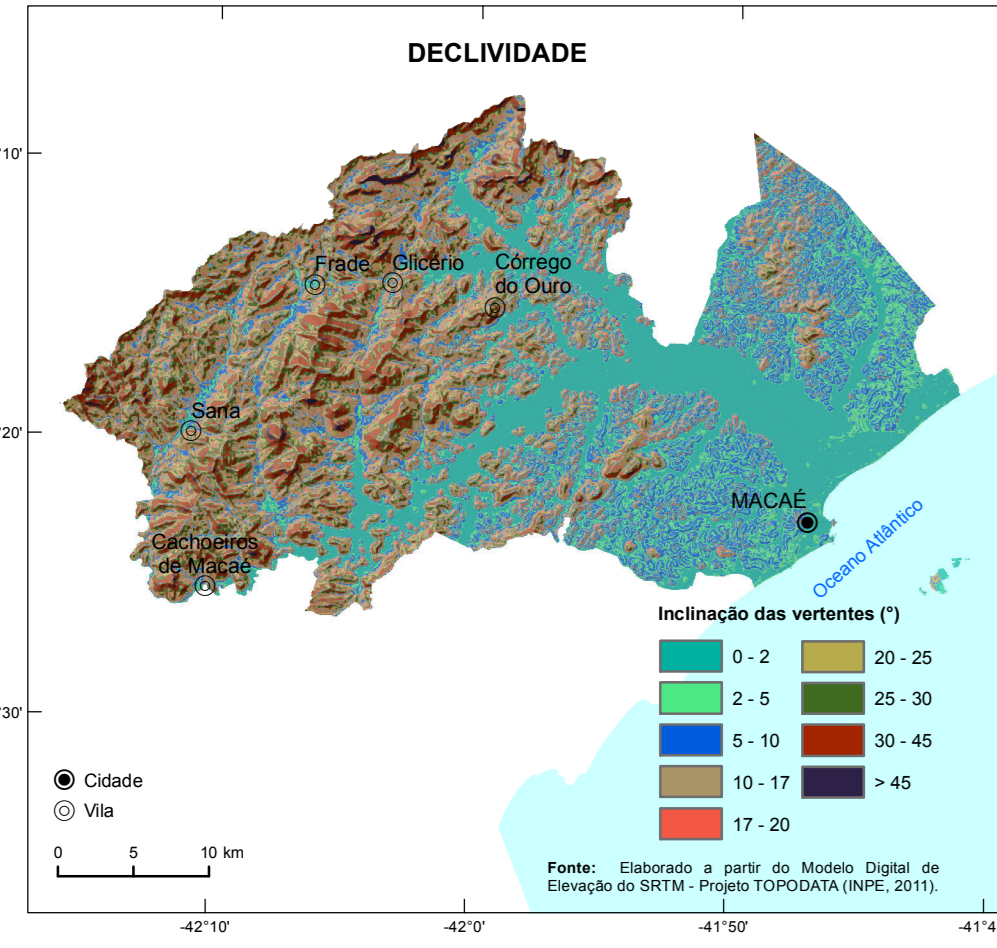 DECLIVIDADE
°10'
Frade
Glicério
Córrego
do Ouro
Sana
°20'
MACAÉ
Cachoeiros
de Macaé
Oceano Atlântico
Inclinação das vertentes (°)
0 - 2
20 - 25
2 - 5
25 - 30
5 - 10
30 - 45
10 - 17
> 45
17 - 20
°30'
Cidade
Vila
0 5 10 km
Fonte: Elaborado a partir do Modelo Digital de
Elevação do SRTM - Projeto TOPODATA (INPE, 2011).
-42°10' -42°0' -41°50' -41°4